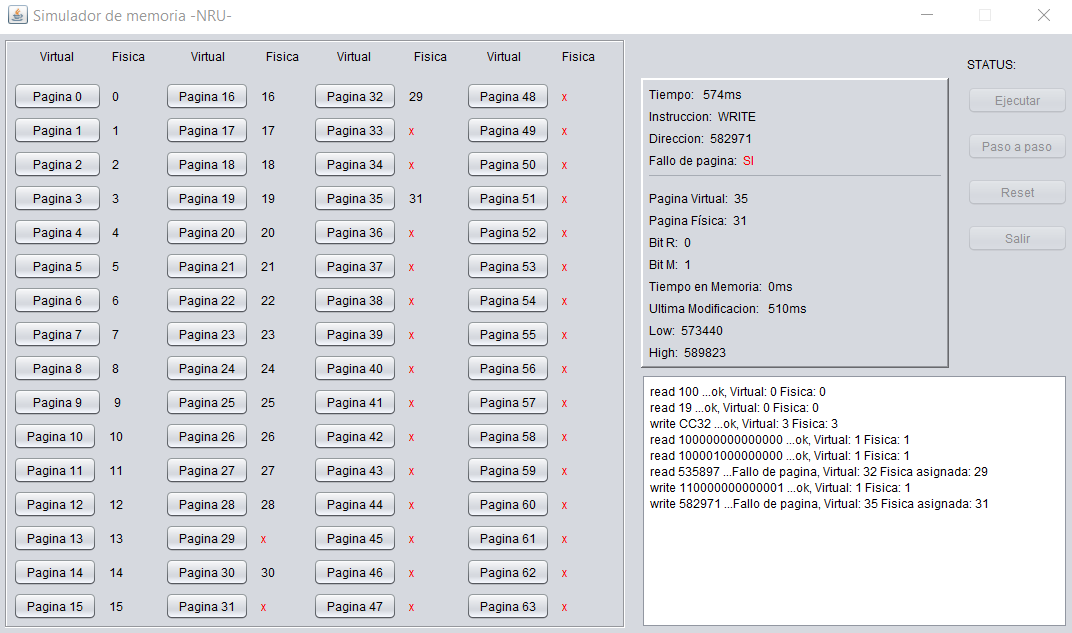 Simulador de memoria -NRU-
Virtual Fisica Virtual Fisica Virtual Fisica Virtual Fisica
Pagina 0 0 Pagina 16 16 Pagina 32 29 Pagina 48 x
Pagina 1 1 Pagina 17 17 Pagina 33 x Pagina 49 x
Pagina 2 2 Pagina 18 18 Pagina 34 x Pagina 50 x
Pagina 3 3 Pagina 19 19 Pagina 35 31 Pagina 51 x
Pagina 4 4 Pagina 20 20 Pagina 36 x Pagina 52 x
Pagina 5 5 Pagina 21 21 Pagina 37 x Pagina 53 x
Pagina 6 6 Pagina 22 22 Pagina 38 x Pagina 54 x
Pagina 7 7 Pagina 23 23 Pagina 39 x Pagina 55 x
Pagina 8 8 Pagina 24 24 Pagina 40 x Pagina 56 x
Pagina 9 9 Pagina 25 25 Pagina 41 x Pagina 57 x
Pagina 10 10 Pagina 26 26 Pagina 42 x Pagina 58 x
Pagina 11 11 Pagina 27 27 Pagina 43 x Pagina 59 x
Pagina 12 12 Pagina 28 28 Pagina 44 x Pagina 60 x
Pagina 13 13 Pagina 29 x Pagina 45 x Pagina 61 x
Pagina 14 14 Pagina 30 30 Pagina 46 x Pagina 62 x
Pagina 15 15 Pagina 31 x Pagina 47 x Pagina 63 x
Tiempo: 574ms
Instruccion: WRITE
Direccion: 582971
Fallo de pagina: SI
Pagina Virtual: 35
Pagina Física: 31
Bit R: 0
Bit M: 1
Tiempo en Memoria: 0ms
Ultima Modificacion: 510ms
Low: 573440
High: 589823
STATUS:
Ejecutar
Paso a paso
Reset
Salir
read 100 ...ok, Virtual: 0 Fisica: 0
read 19 ...ok, Virtual: 0 Fisica: 0
write CC32 ...ok, Virtual: 3 Fisica: 3
read 100000000000000 ...ok, Virtual: 1 Fisica: 1
read 100001000000000 ...ok, Virtual: 1 Fisica: 1
read 535897 ...Fallo de pagina, Virtual: 32 Fisica asignada: 29
write 110000000000001 ...ok, Virtual: 1 Fisica: 1
write 582971 ...Fallo de pagina, Virtual: 35 Fisica asignada: 31